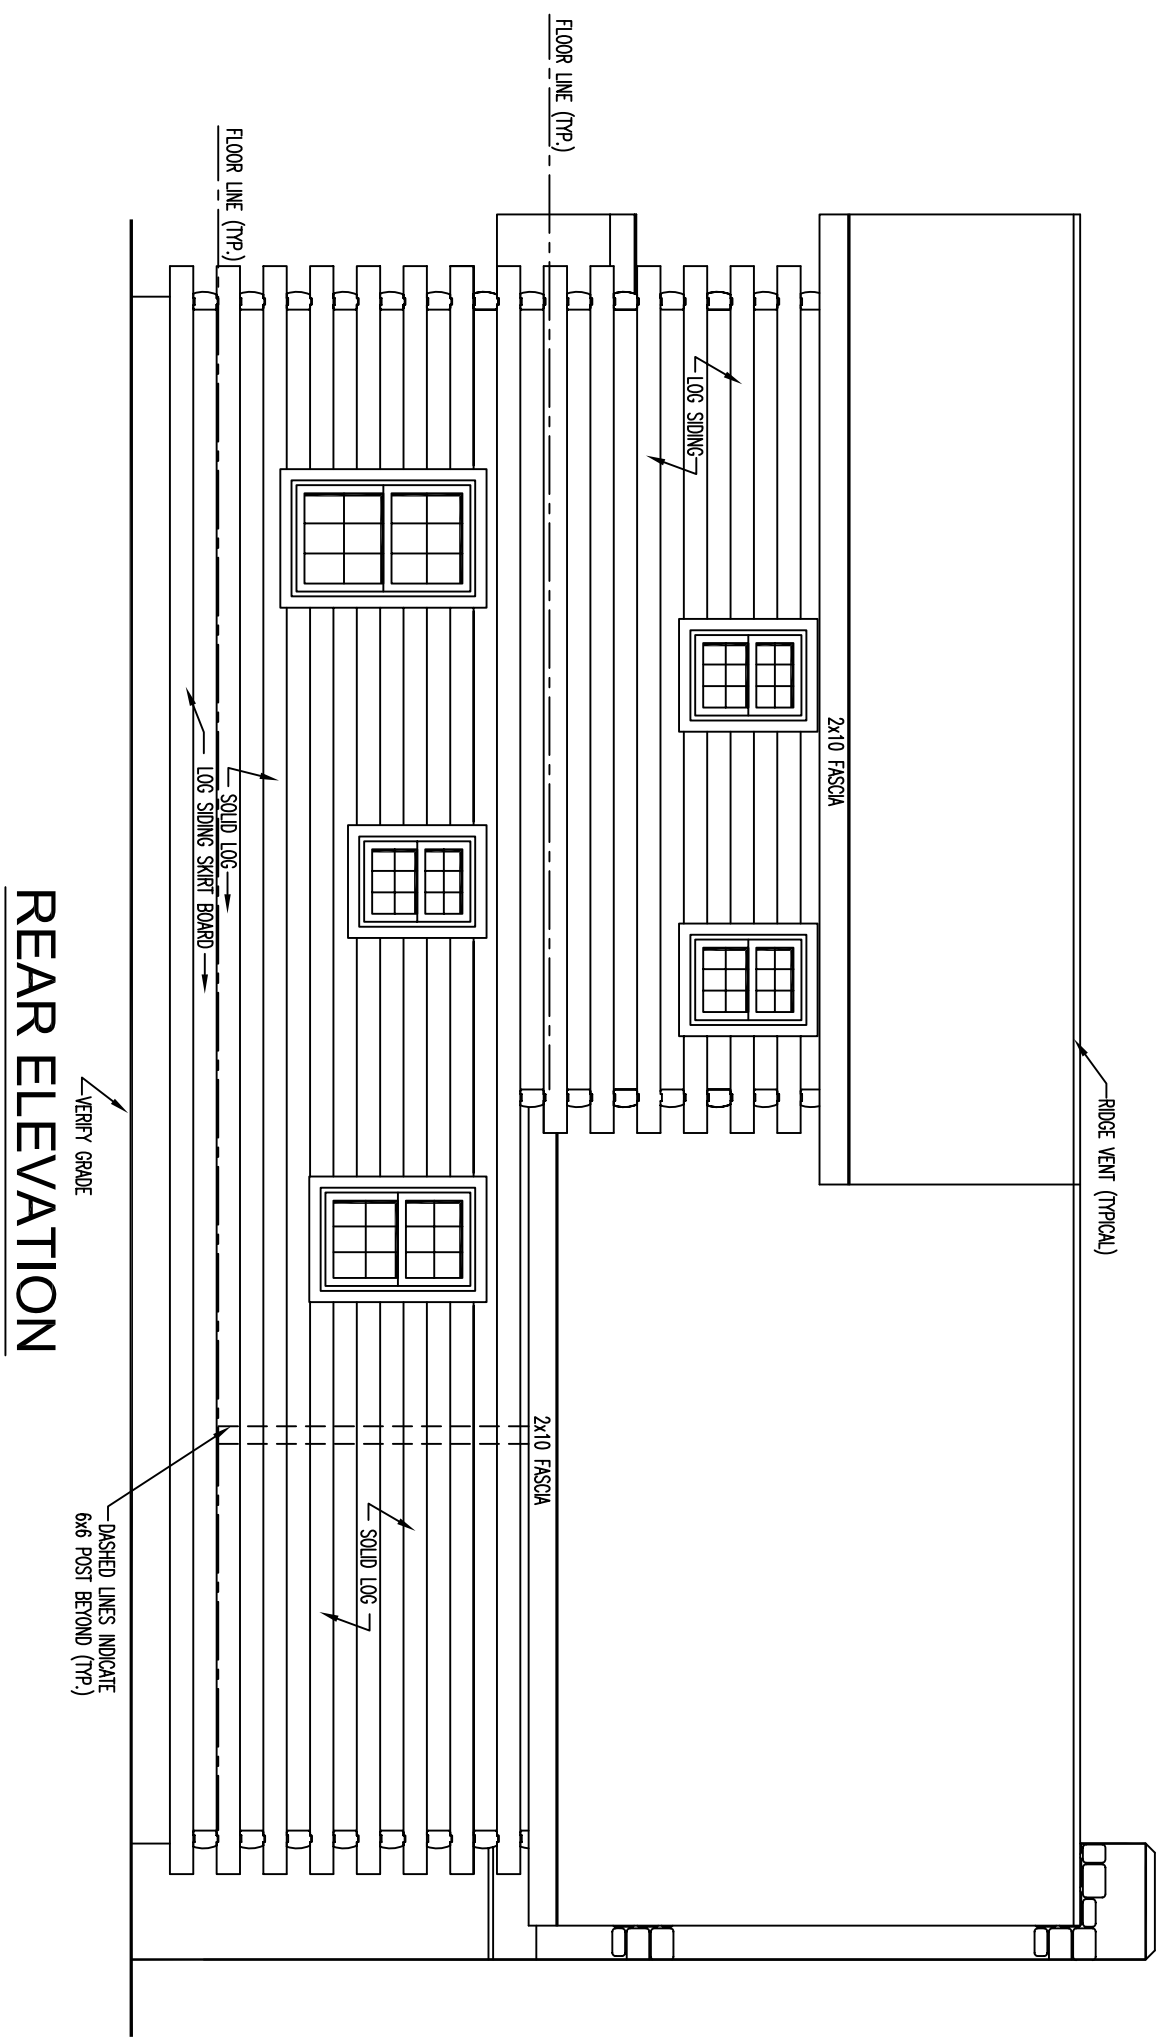 RIDGE VENT (TYPICAL)
2x10 FASCIA
LOG SIDING
FLOOR LINE (TYP.)
2x10 FASCIA
SOLID LOG
FLOOR LINE (TYP.)
SOLID LOG
LOG SIDING SKIRT BOARD
DASHED LINES INDICATE
6x6 POST BEYOND (TYP.)
VERIFY GRADE
REAR ELEVATION